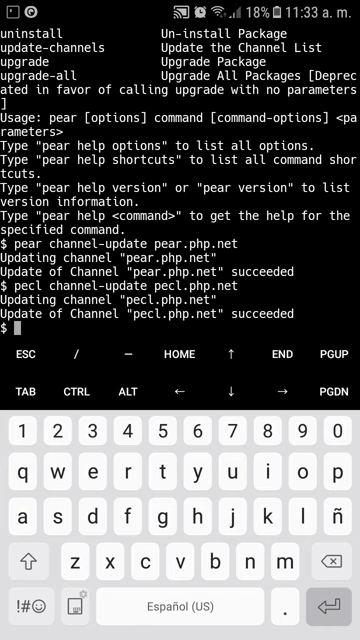 18% 11:33 a. m.
uninstall Un-install Package
update-channels Update the Channel List
upgrade Upgrade Package
upgrade-all Upgrade All Packages [Deprec
ated in favor of calling upgrade with no parameters
]
Usage: pear [options] command [command-options] <pa
rameters>
Type "pear help options" to list all options.
Type "pear help shortcuts" to list all command shor
tcuts.
Type "pear help version" or "pear version" to list
version information.
Type "pear help <command>" to get the help for the
specified command.
$ pear channel-update pear.php.net
Updating channel "pear.php.net"
Update of Channel "pear.php.net" succeeded
$ pecl channel-update pecl.php.net
Updating channel "pecl.php.net"
Update of Channel "pecl.php.net" succeeded
$
ESC / — HOME ↑ END PGUP
TAB CTRL ALT ← ↓ → PGDN
1 2 3 4 5 6 7 8 9 0
q w e r t y u i o p
a s d f g h j k l ñ
z x c v b n m
!#☺ Español (US) .